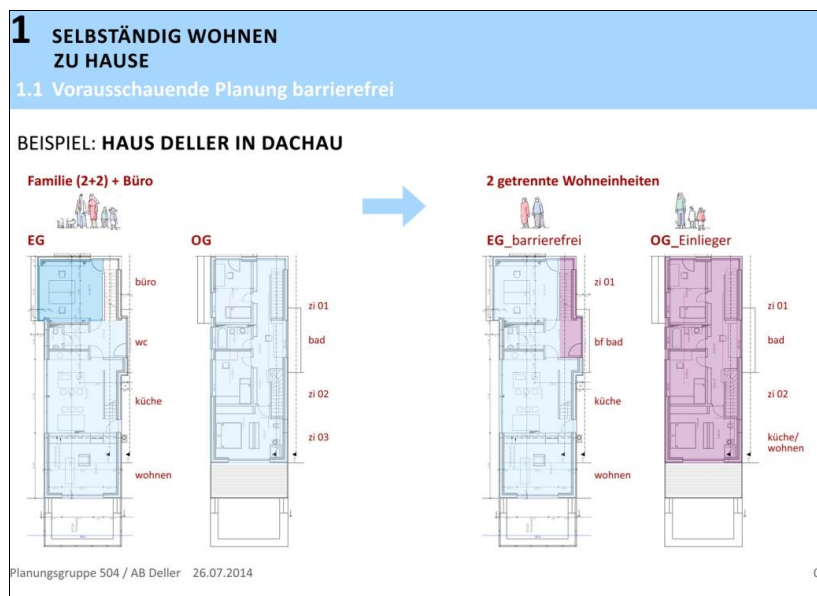 1 SELBSTÄNDIG WOHNEN
ZU HAUSE
1.1 Vorausschauende Planung barrierefrei
BEISPIEL: HAUS DELLER IN DACHAU
Familie (2+2) + Büro
EG
OG
büro
wc
küche
wohnen
zi 01
bad
zi 02
zi 03
2 getrennte Wohneinheiten
EG_barrierefrei
OG_Einlieger
zi 01
bf bad
küche
wohnen
zi 01
bad
zi 02
küche/
wohnen
Planungsgruppe 504 / AB Deller 26.07.2014